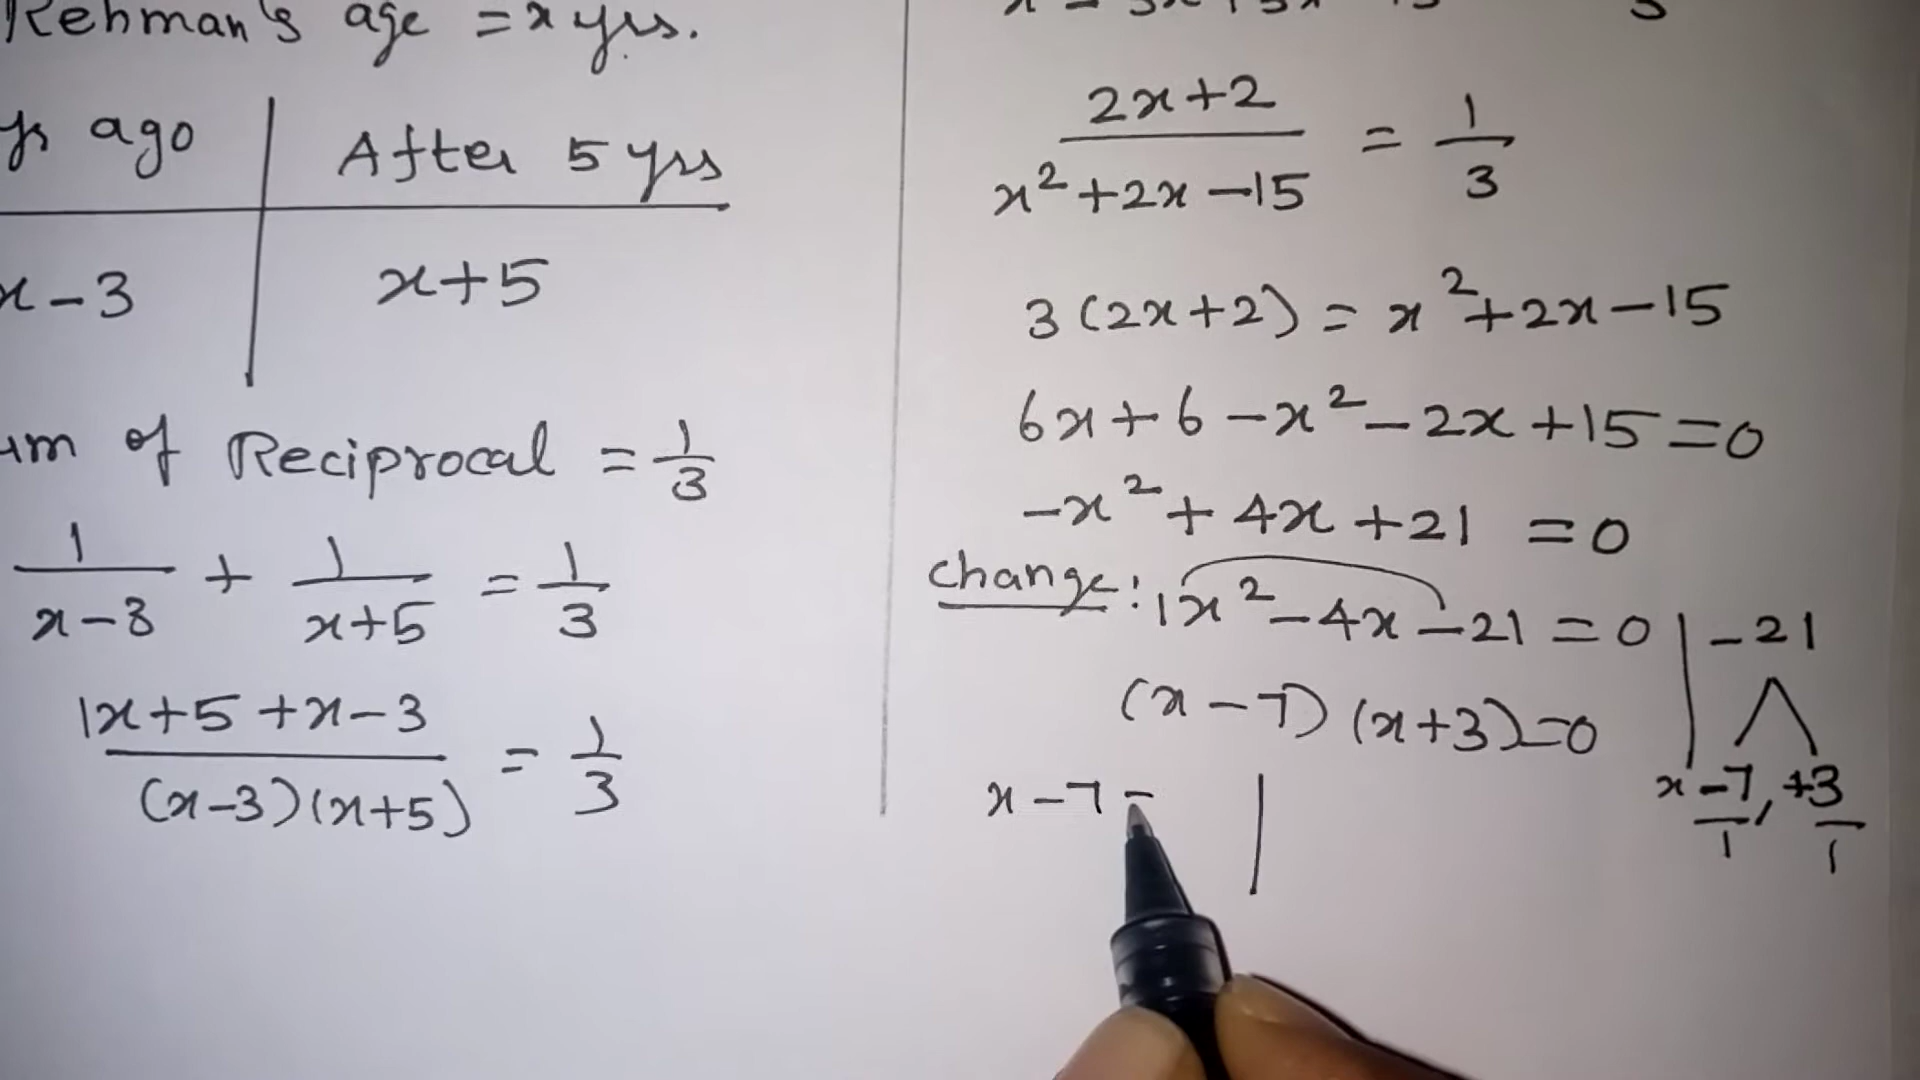 Rehman's age = x yrs.
ago | After 5 yrs
x-3 | x+5
of Reciprocal = 1/3
1/(x-3) + 1/(x+5) = 1/3
(1x+5+x-3)/((x-3)(x+5)) = 1/3
(2x+2)/(x²+2x-15) = 1/3
3(2x+2) = x²+2x-15
6x+6-x²-2x+15=0
-x²+4x+21 = 0
change: 1x²-4x-21=0 | -21
(x-7)(x+3)=0
x -7/1, +3/1
x-7 -